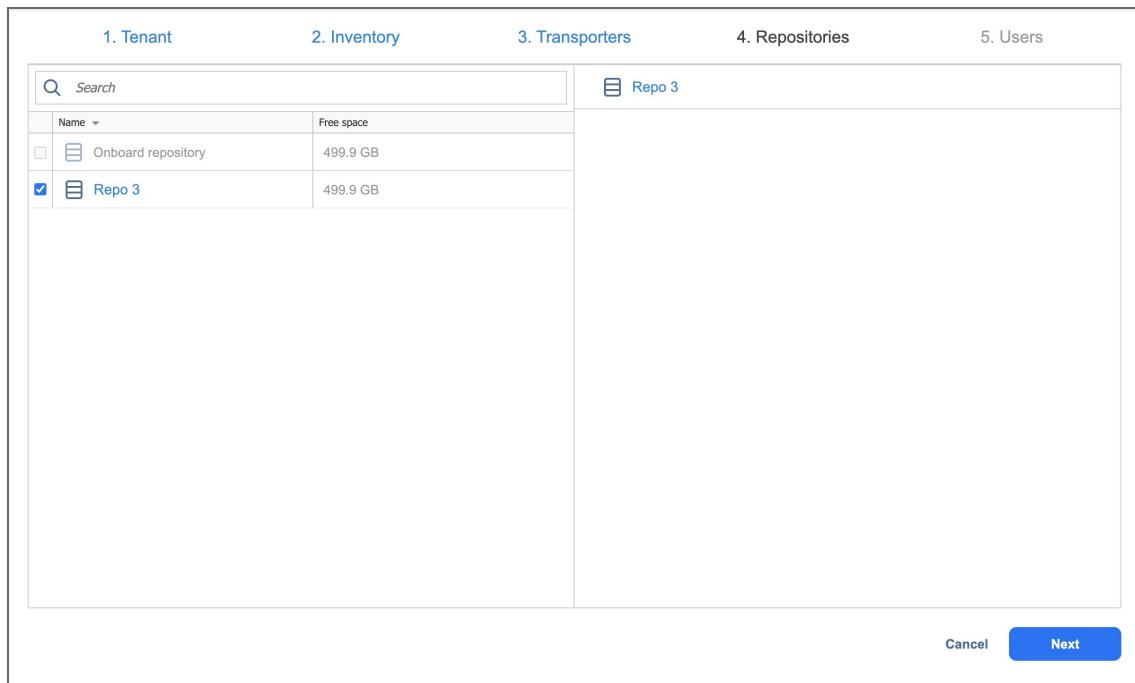 1. Tenant 2. Inventory 3. Transporters 4. Repositories 5. Users
Search
Repo 3
Name Free space
Onboard repository 499.9 GB
Repo 3 499.9 GB
Cancel Next